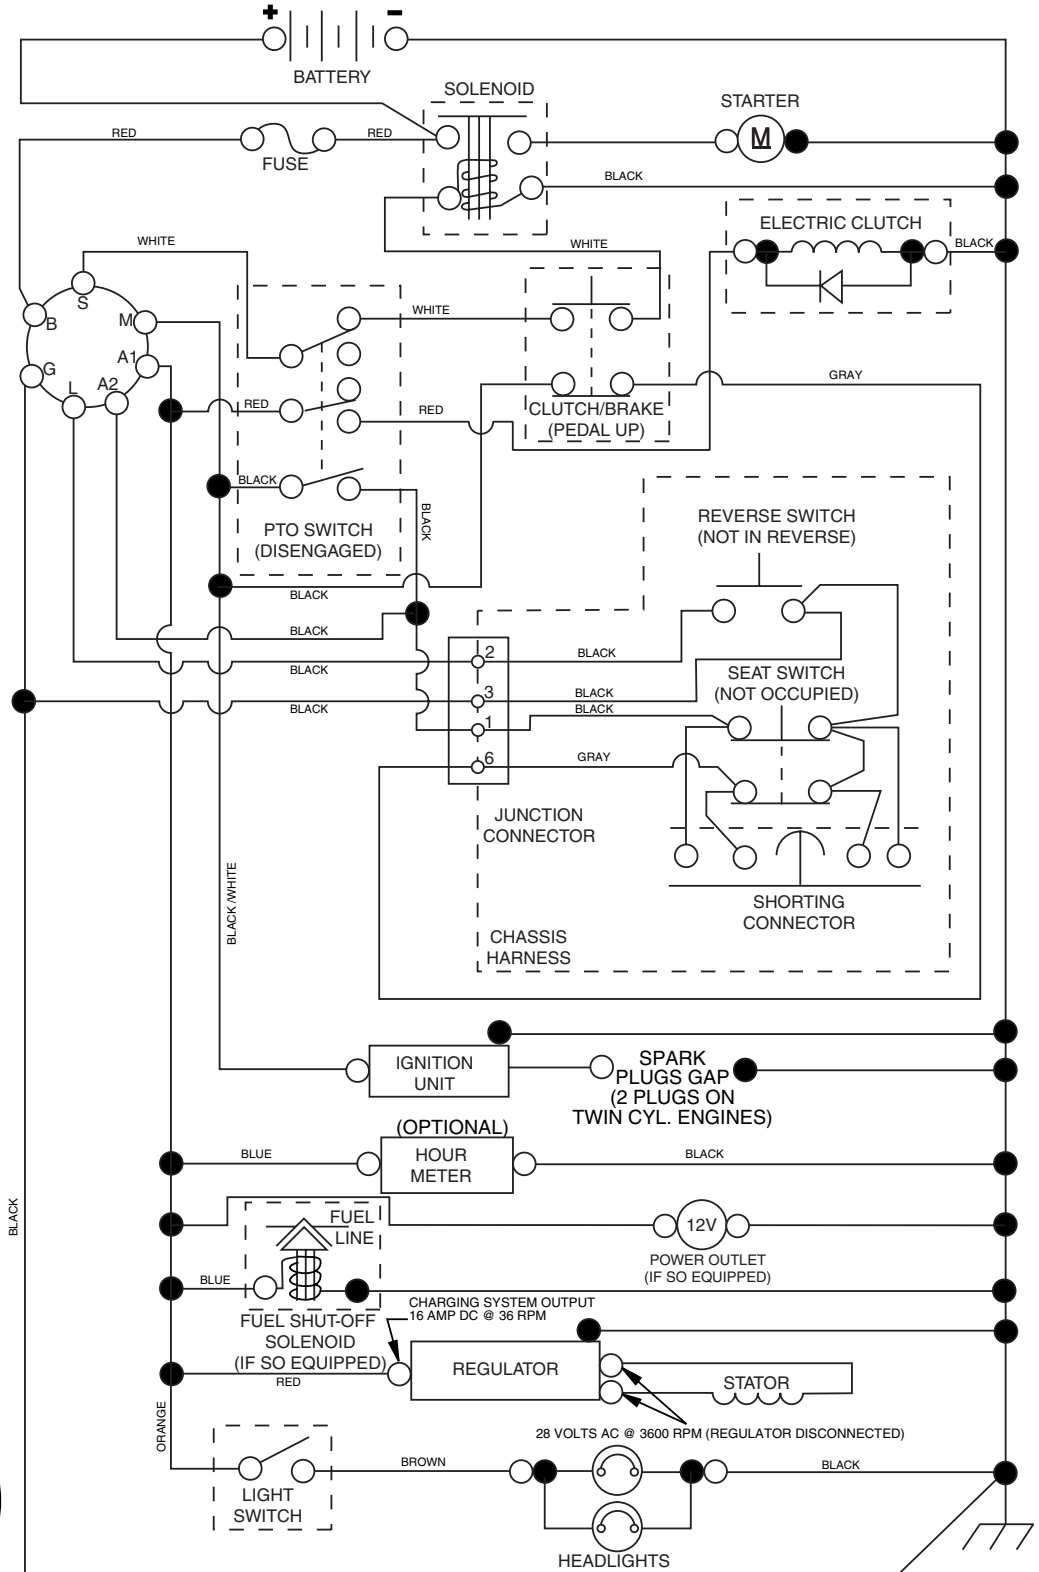 + -
BATTERY
SOLENOID
STARTER
M
RED
FUSE
RED
BLACK
WHITE
WHITE
ELECTRIC CLUTCH
BLACK
S
B
M
A1
G
L
A2
WHITE
RED
RED
CLUTCH/BRAKE
(PEDAL UP)
GRAY
BLACK
PTO SWITCH
(DISENGAGED)
BLACK
REVERSE SWITCH
(NOT IN REVERSE)
BLACK
BLACK
BLACK
2
BLACK
SEAT SWITCH
(NOT OCCUPIED)
3
BLACK
BLACK
BLACK
1
6
GRAY
JUNCTION
CONNECTOR
SHORTING
CONNECTOR
CHASSIS
HARNESS
BLACK /WHITE
IGNITION
UNIT
SPARK
PLUGS GAP
(2 PLUGS ON
TWIN CYL. ENGINES)
(OPTIONAL)
HOUR
METER
BLUE
BLACK
BLACK
FUEL
LINE
12V
POWER OUTLET
(IF SO EQUIPPED)
BLUE
FUEL SHUT-OFF
SOLENOID
(IF SO EQUIPPED)
CHARGING SYSTEM OUTPUT
16 AMP DC @ 36 RPM
RED
REGULATOR
STATOR
28 VOLTS AC @ 3600 RPM (REGULATOR DISCONNECTED)
ORANGE
LIGHT
SWITCH
BROWN
BLACK
HEADLIGHTS